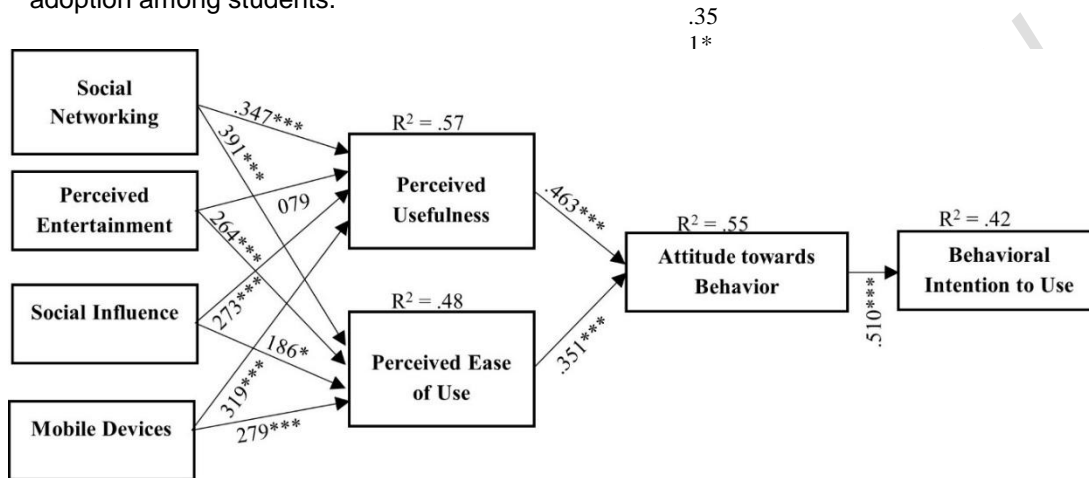 adoption among students.
.35
1*
Social
Networking
.347***
391***
R² = .57
Perceived
Usefulness
Perceived
Entertainment
079
264***
.463***
R² = .55
Attitude towards
Behavior
R² = .42
Behavioral
Intention to Use
.510***
Social Influence
273***
186*
R² = .48
Perceived Ease
of Use
.351***
Mobile Devices
319***
279***